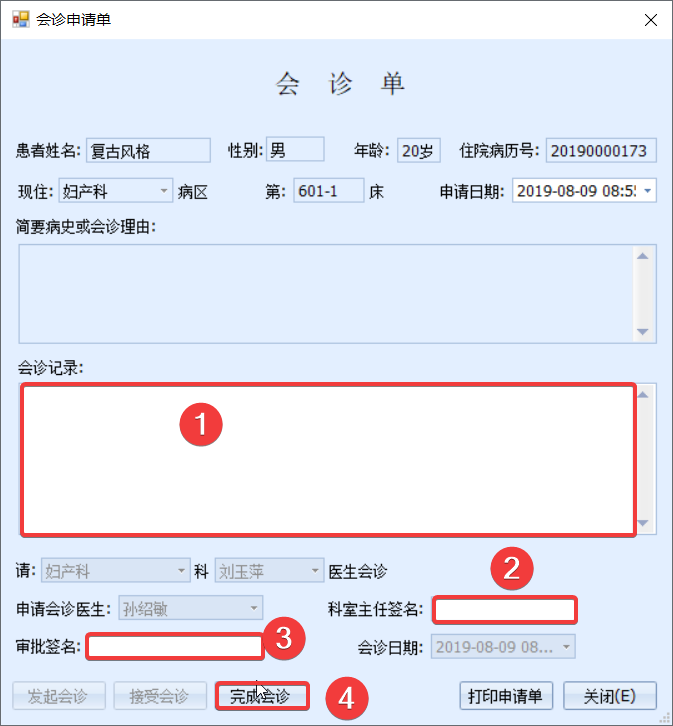 会诊申请单
会 诊 单
患者姓名: 复古风格 性别: 男 年龄: 20岁 住院病历号: 20190000173
现住: 妇产科 病区 第: 601-1 床 申请日期: 2019-08-09 08:55
简要病史或会诊理由:
会诊记录:
1
请: 妇产科 科 刘玉萍 医生会诊
2
申请会诊医生: 孙绍敏 科室主任签名:
审批签名: 3 会诊日期: 2019-08-09 08...
发起会诊 接受会诊 完成会诊 4 打印申请单 关闭(E)